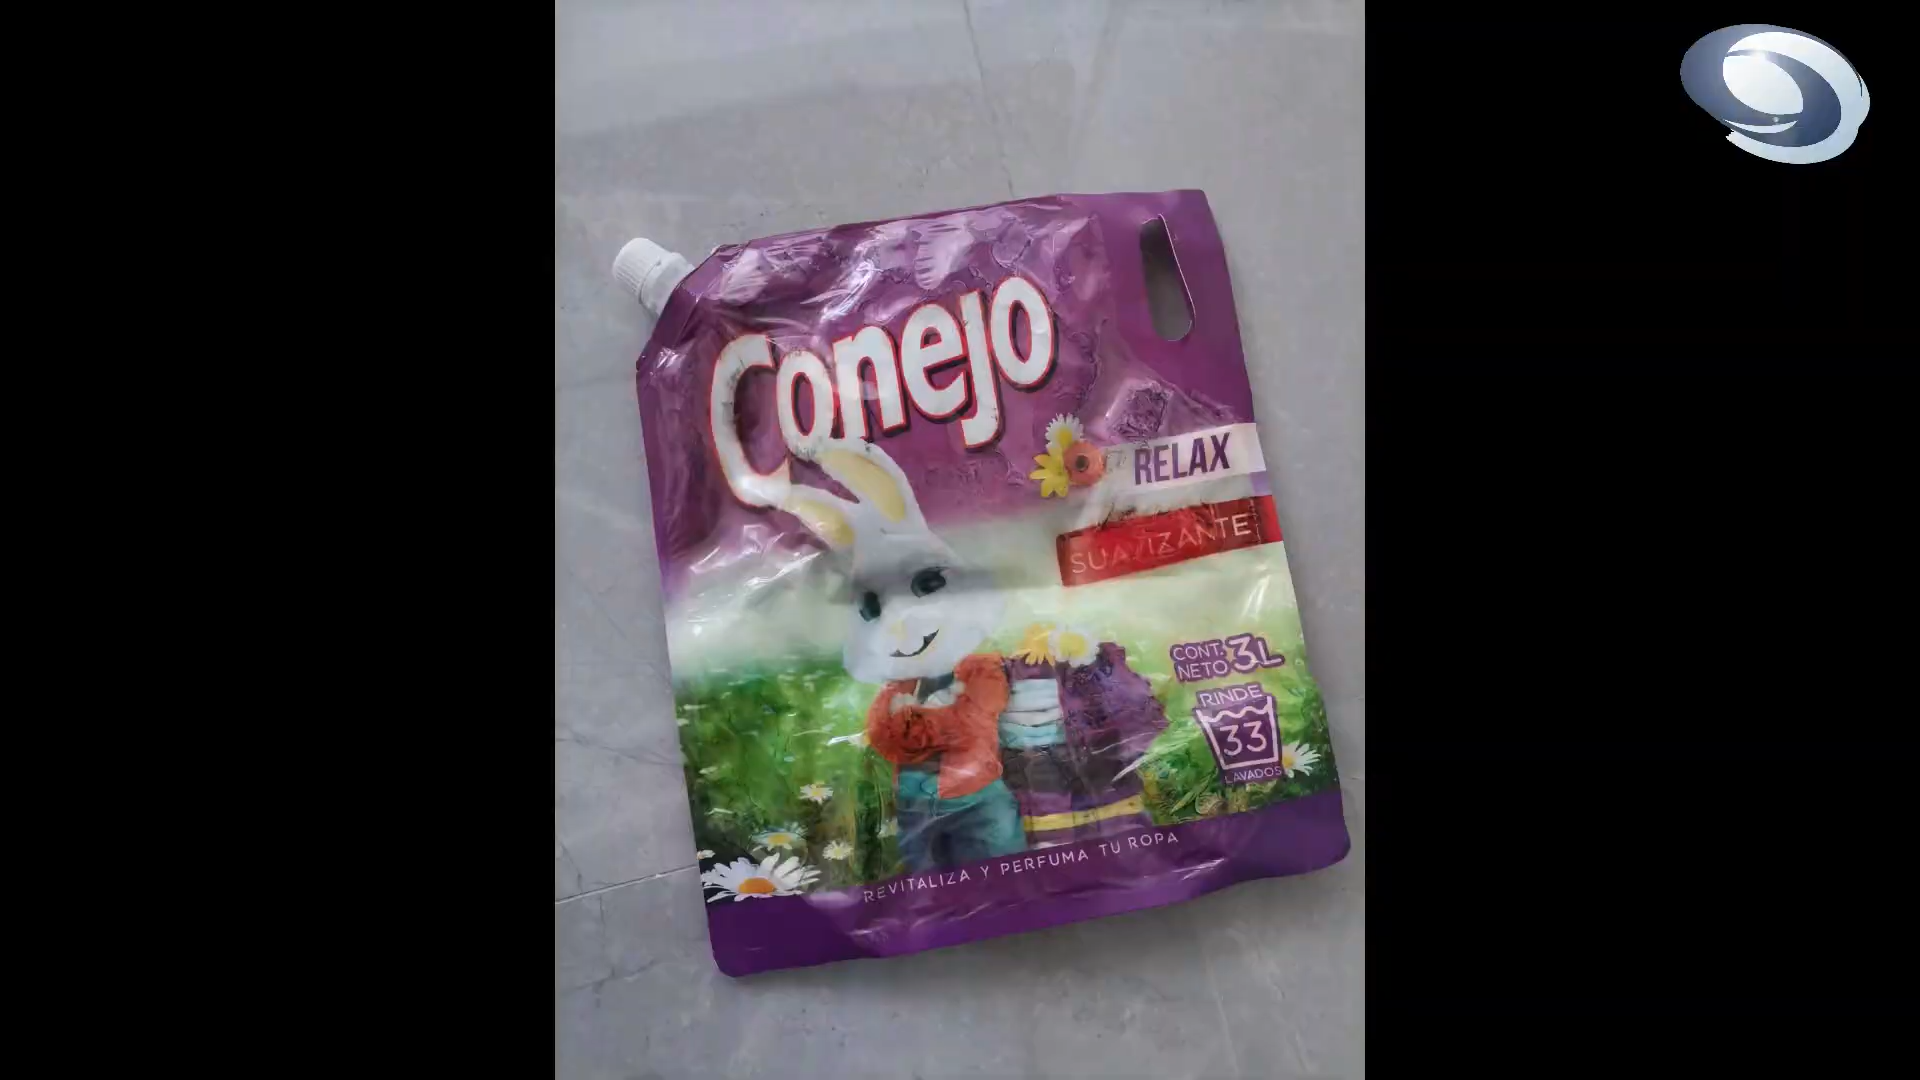 Conejo
RELAX
SUAVIZANTE
CONT.
NETO 3L
RINDE
33
LAVADOS
REVITALIZA Y PERFUMA TU ROPA